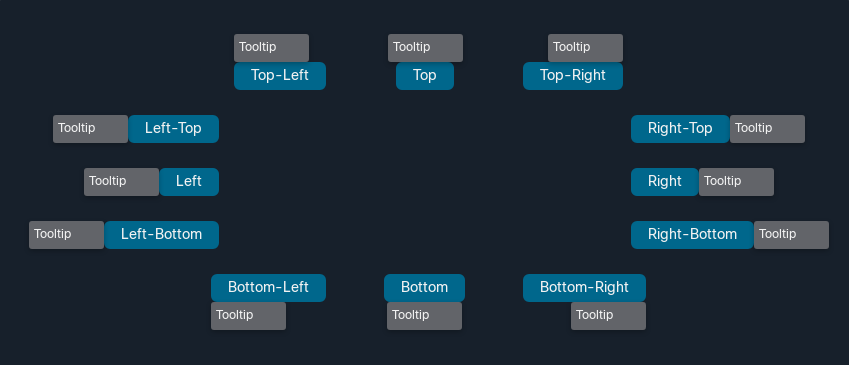 Tooltip Tooltip Tooltip
Top-Left Top Top-Right
Tooltip Left-Top Right-Top Tooltip
Tooltip Left Right Tooltip
Tooltip Left-Bottom Right-Bottom Tooltip
Bottom-Left Bottom Bottom-Right
Tooltip Tooltip Tooltip